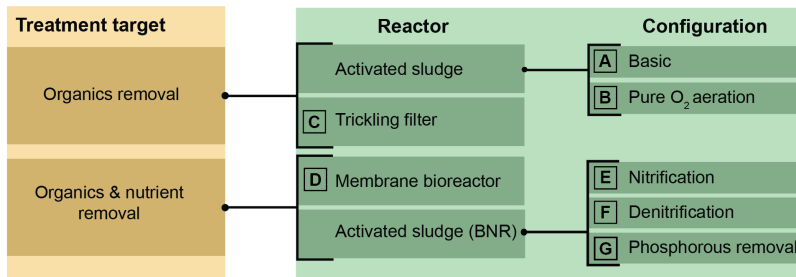 Treatment target
Reactor
Configuration
Organics removal
Activated sludge
C Trickling filter
A Basic
B Pure O₂ aeration
Organics & nutrient
removal
D Membrane bioreactor
Activated sludge (BNR)
E Nitrification
F Denitrification
G Phosphorous removal